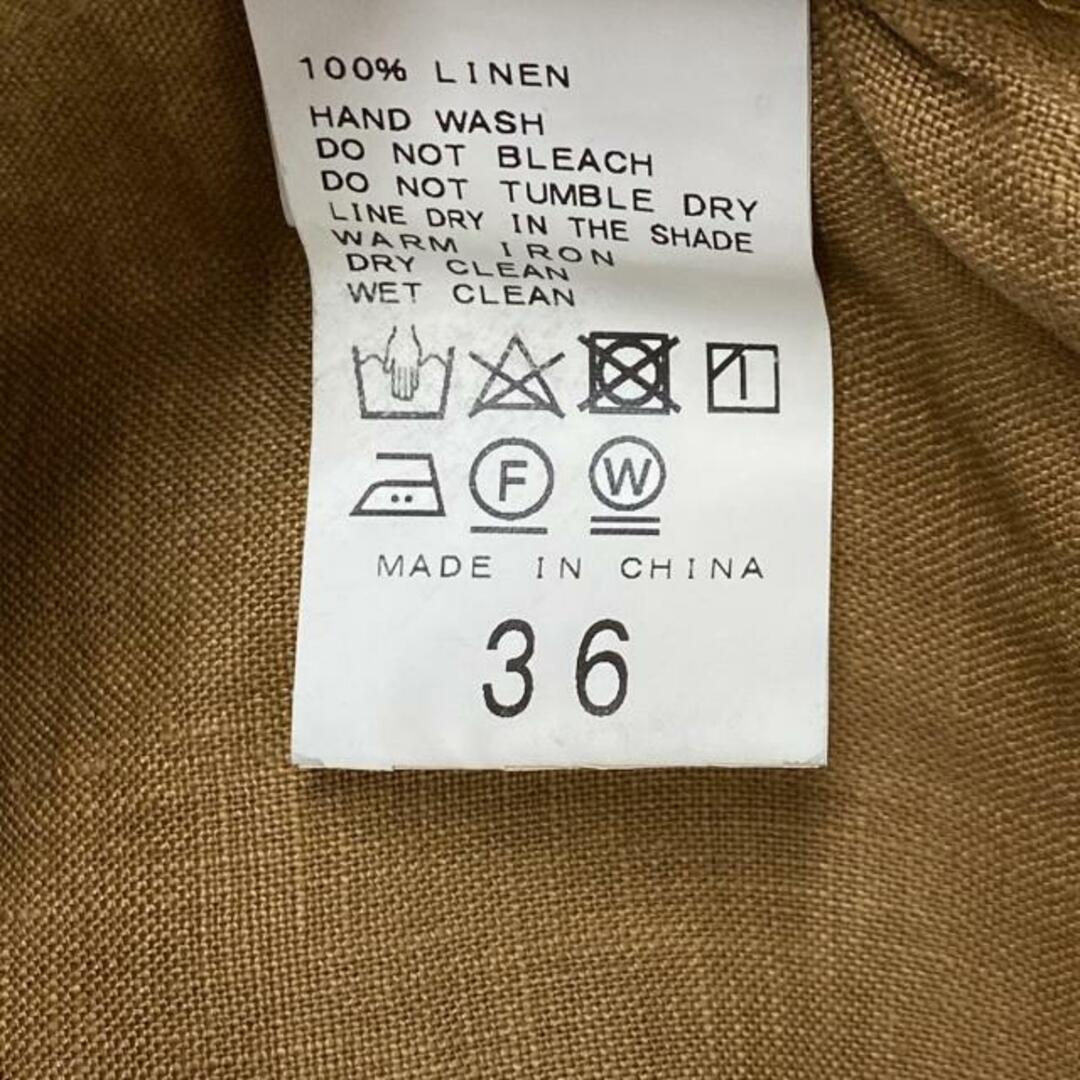 100% LINEN
HAND WASH
DO NOT BLEACH
DO NOT TUMBLE DRY
LINE DRY IN THE SHADE
WARM IRON
DRY CLEAN
WET CLEAN
F W
MADE IN CHINA
36